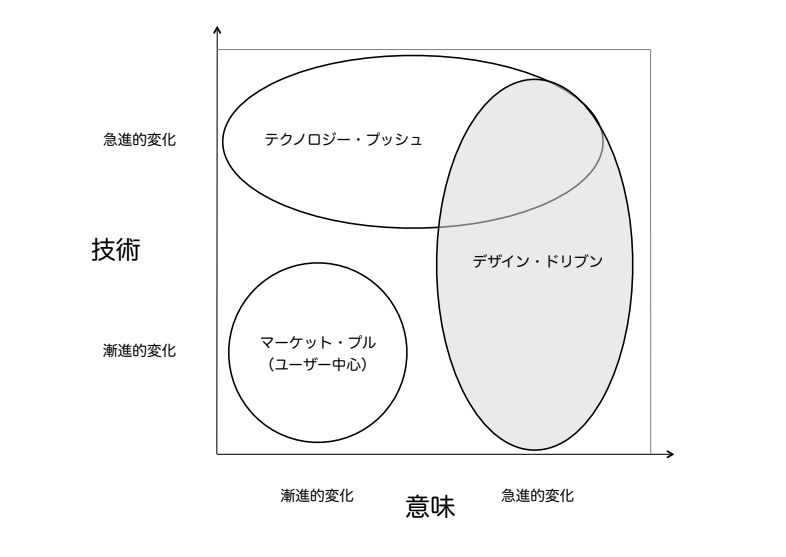 急進的変化
テクノロジー・プッシュ
技術
デザイン・ドリブン
マーケット・プル
（ユーザー中心）
漸進的変化
漸進的変化
意味
急進的変化